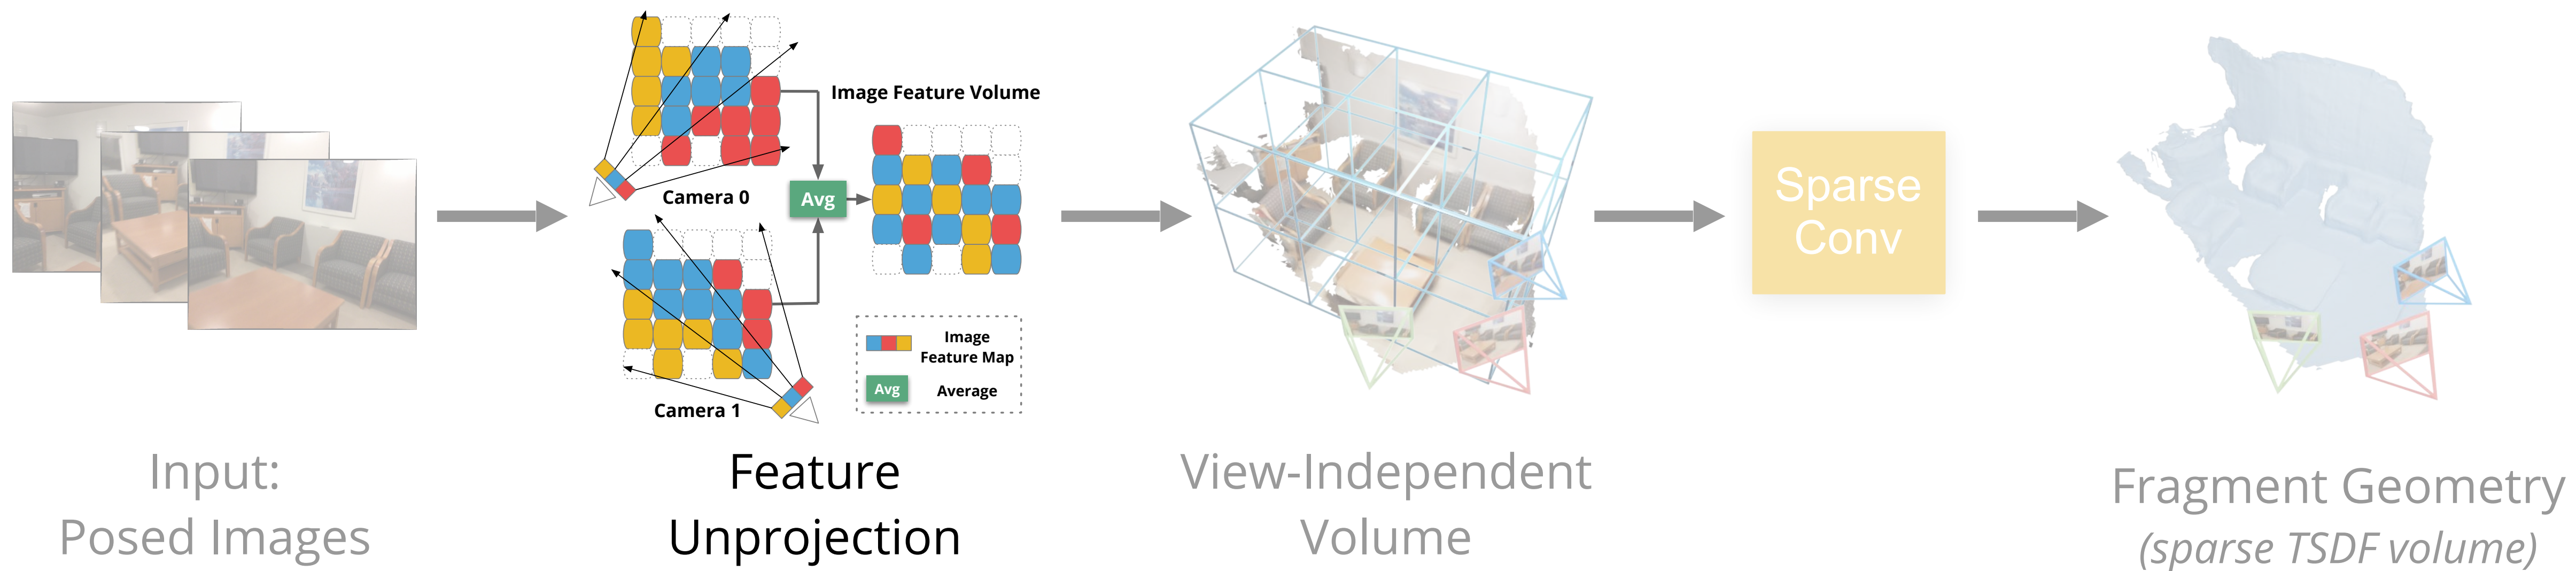 Image Feature Volume
Camera 0
Avg
Camera 1
Image
Feature Map
Avg
Average
Input:
Posed Images
Feature
Unprojection
View-Independent
Volume
Sparse
Conv
Fragment Geometry
(sparse TSDF volume)